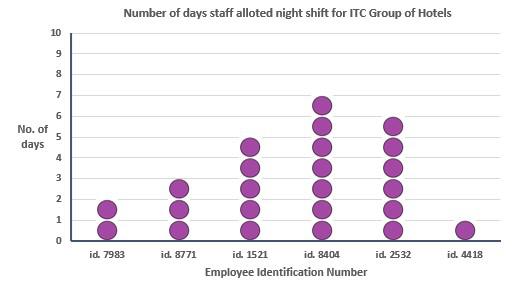 Number of days staff alloted night shift for ITC Group of Hotels
10
9
8
7
6
5
4
3
2
1
0
No. of
days
id. 7983 id. 8771 id. 1521 id. 8404 id. 2532 id. 4418
Employee Identification Number